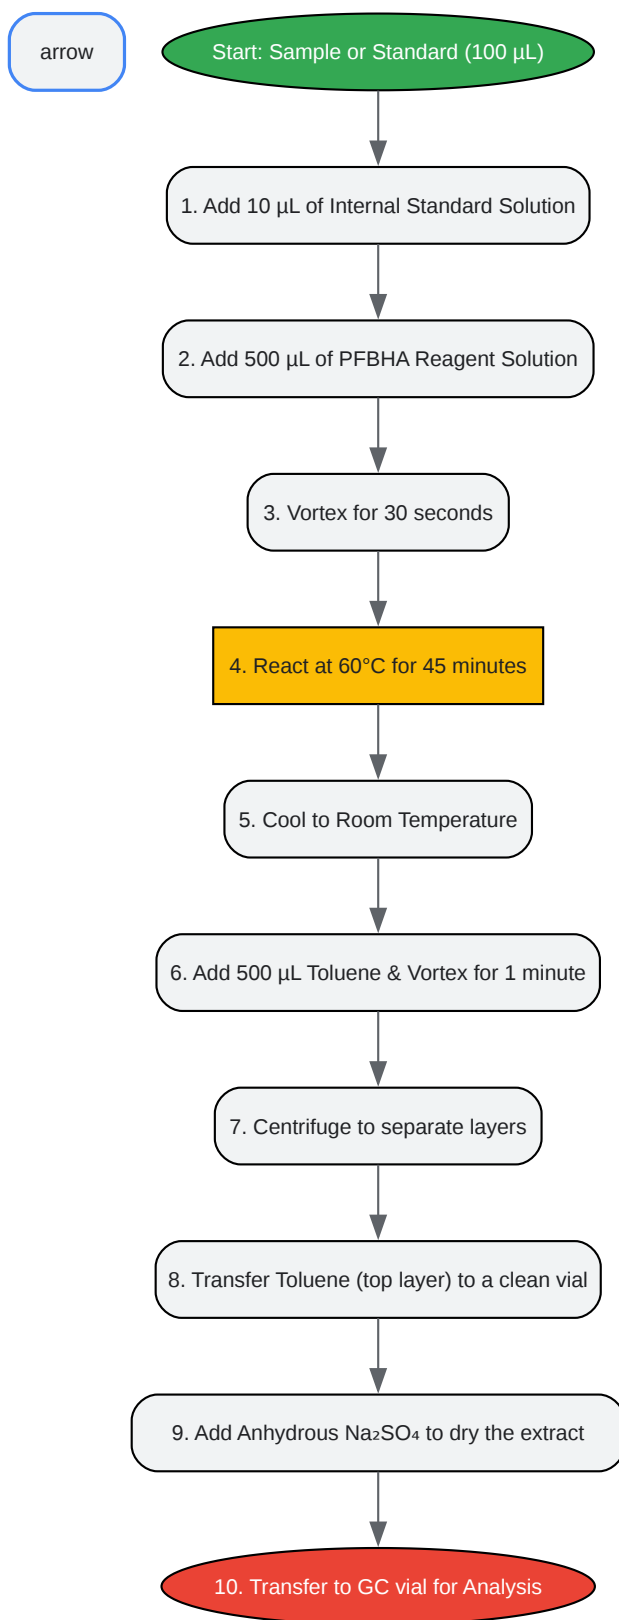 arrow
Start: Sample or Standard (100 µL)
1. Add 10 µL of Internal Standard Solution
2. Add 500 µL of PFBHA Reagent Solution
3. Vortex for 30 seconds
4. React at 60°C for 45 minutes
5. Cool to Room Temperature
6. Add 500 µL Toluene & Vortex for 1 minute
7. Centrifuge to separate layers
8. Transfer Toluene (top layer) to a clean vial
9. Add Anhydrous Na₂SO₄ to dry the extract
10. Transfer to GC vial for Analysis